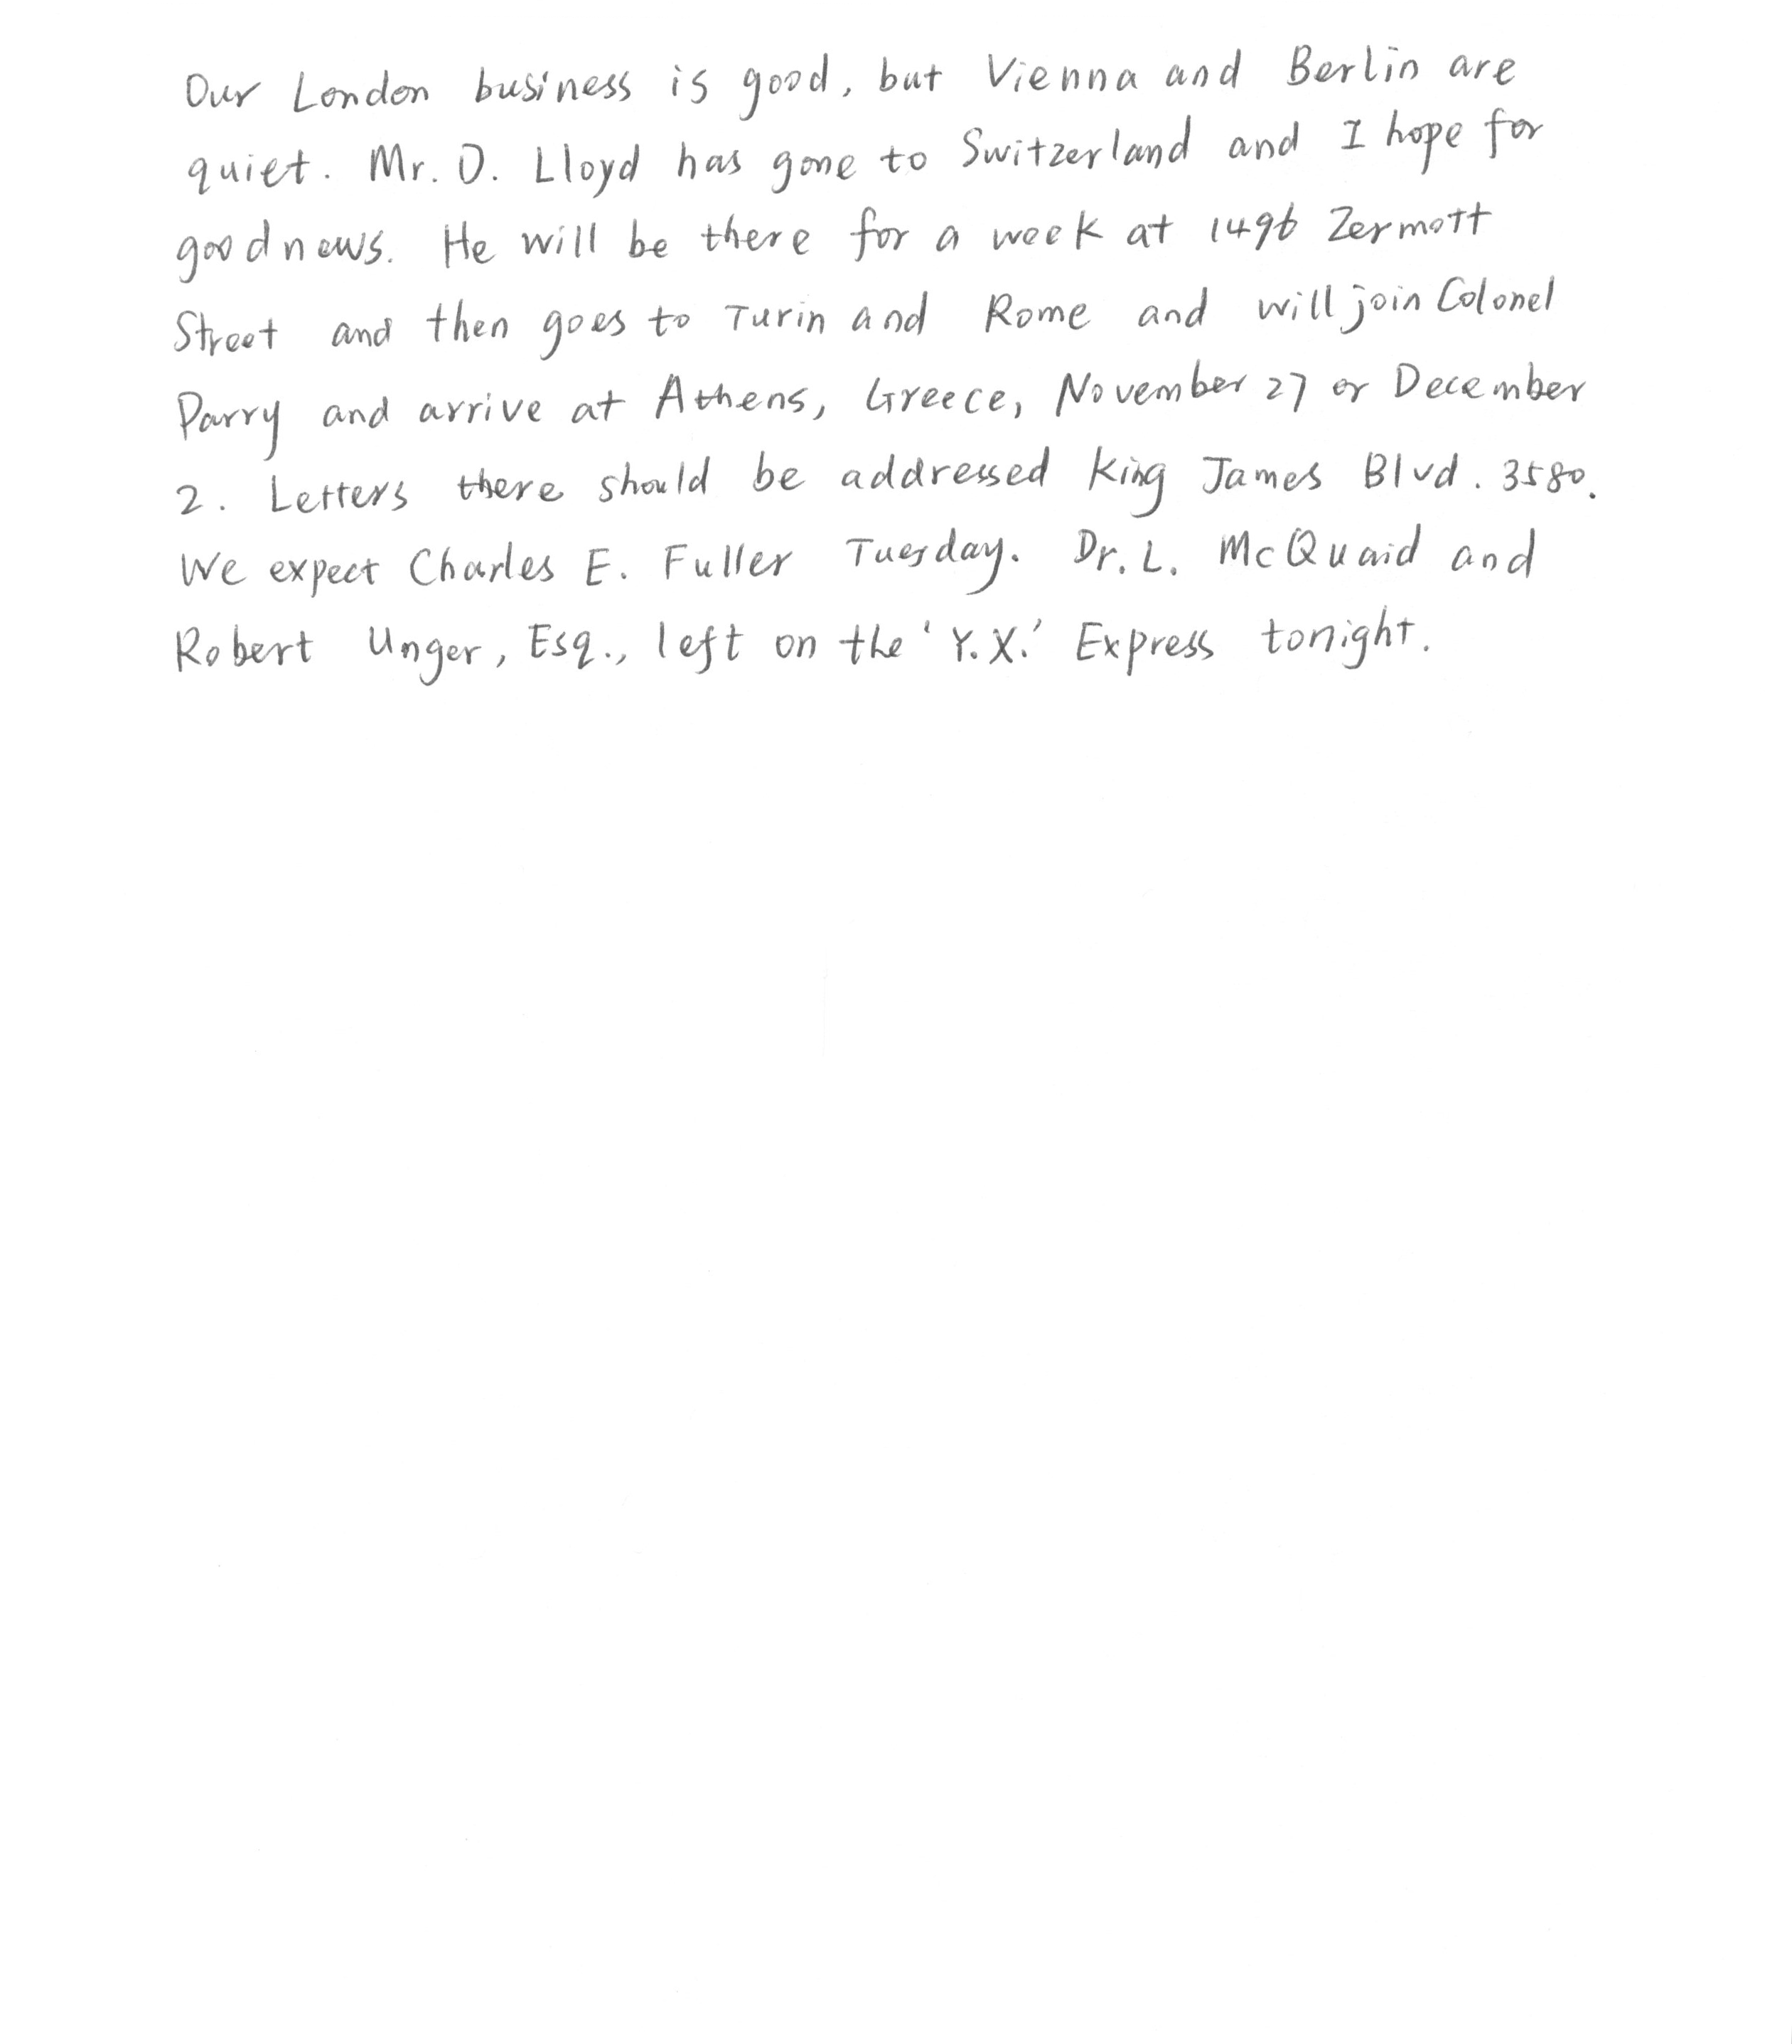 Our London business is good, but Vienna and Berlin are
quiet. Mr. D. Lloyd has gone to Switzerland and I hope for
good news. He will be there for a week at 1496 Zermott
Street and then goes to Turin and Rome and will join Colonel
Parry and arrive at Athens, Greece, November 27 or December
2. Letters there should be addressed King James Blvd. 3580.
We expect Charles E. Fuller Tuesday. Dr. L. McQuaid and
Robert Unger, Esq., left on the 'Y.X.' Express tonight.